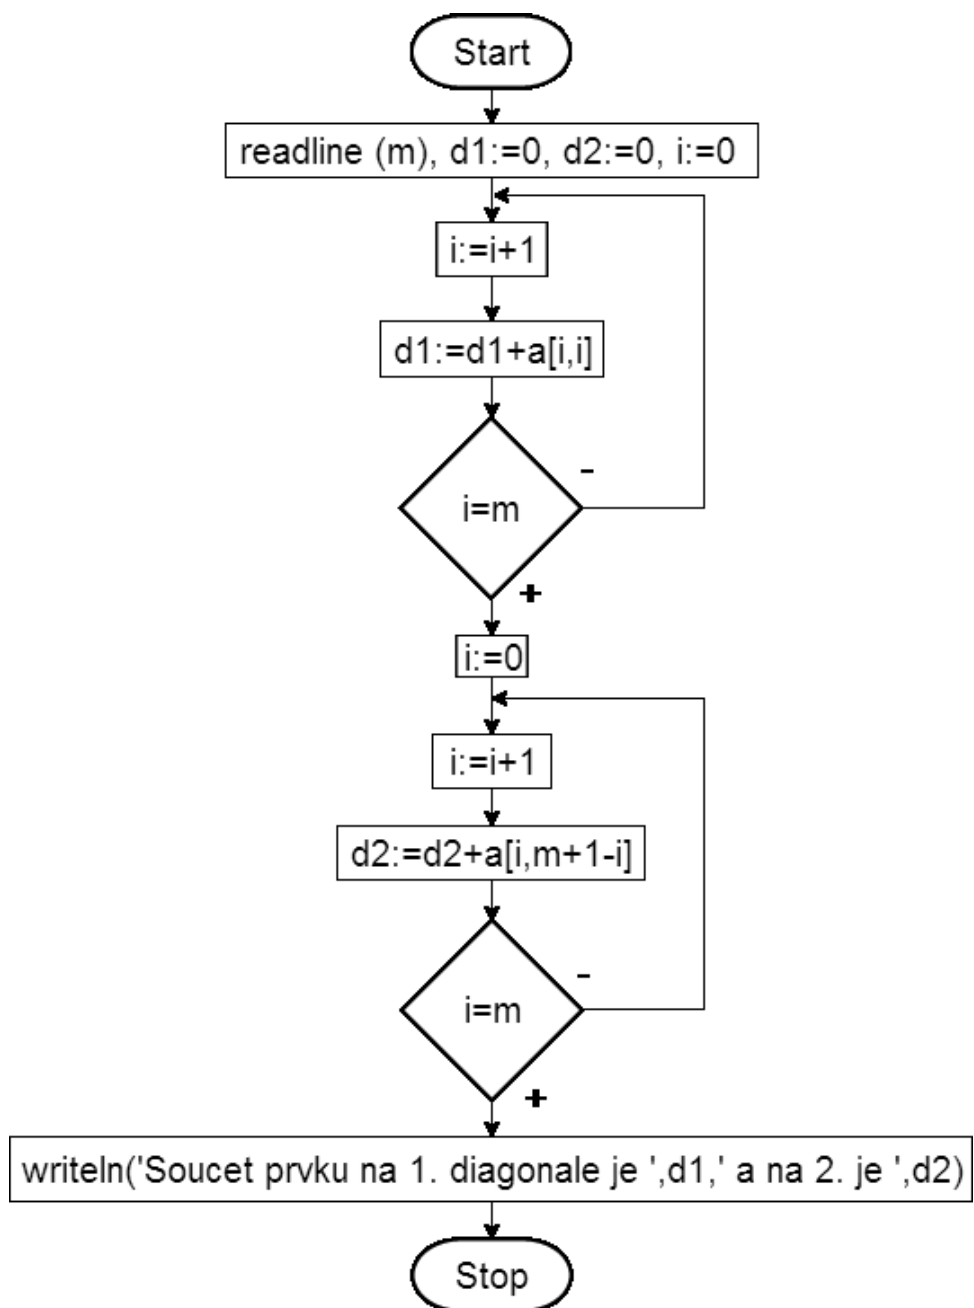 Start
readline (m), d1:=0, d2:=0, i:=0
i:=i+1
d1:=d1+a[i,i]
-
i=m
+
i:=0
i:=i+1
d2:=d2+a[i,m+1-i]
-
i=m
+
writeln('Soucet prvku na 1. diagonale je ',d1,' a na 2. je ',d2)
Stop